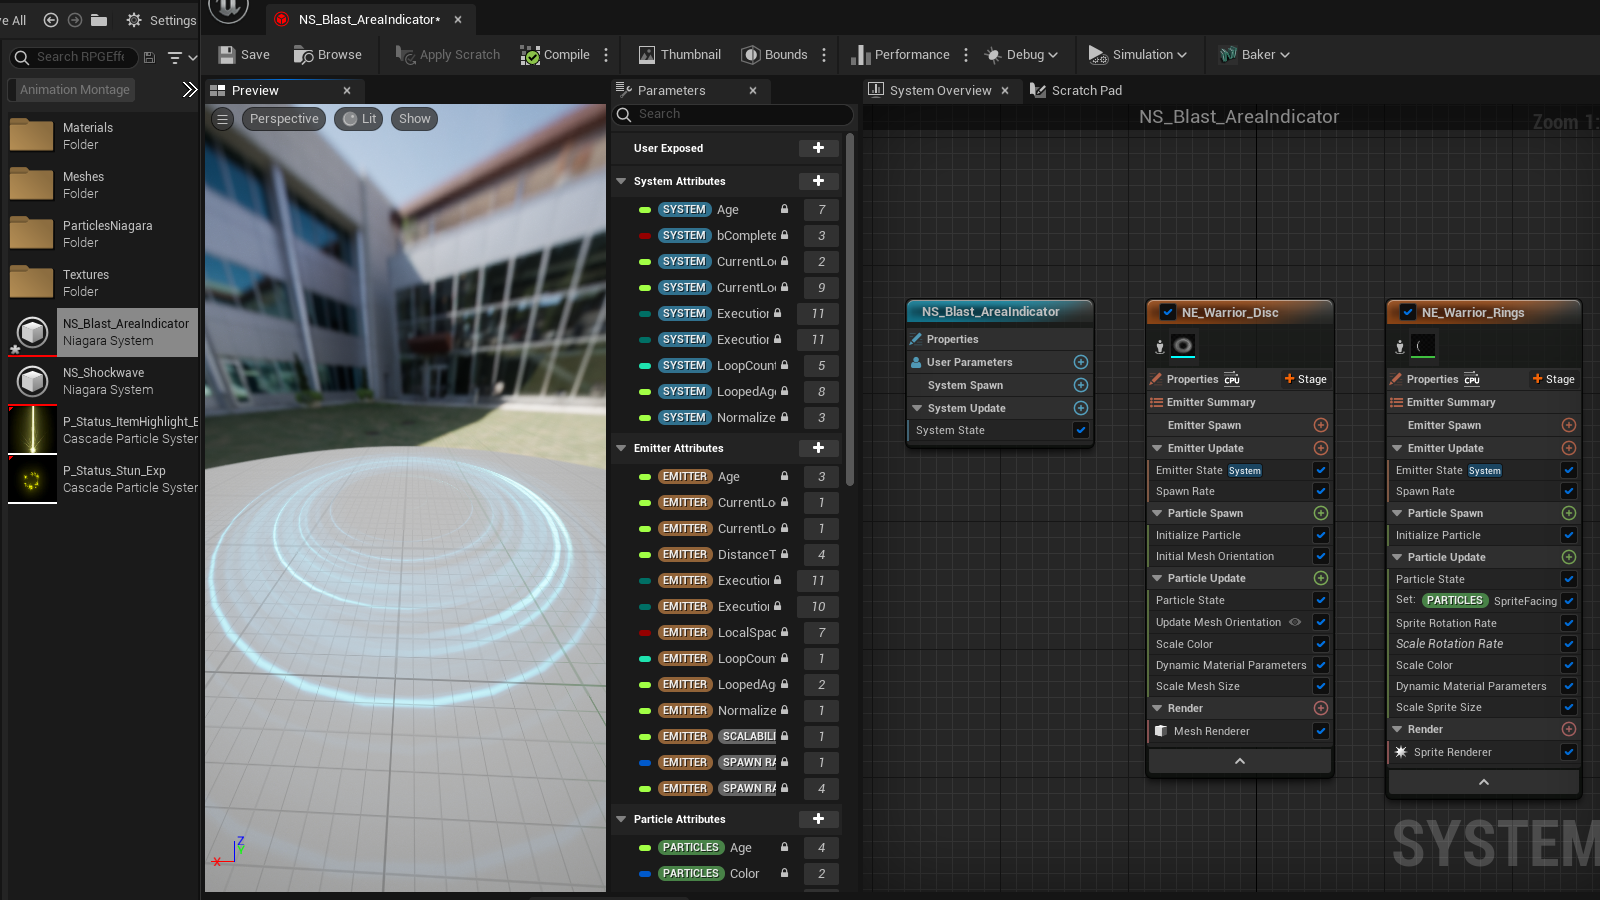 ve All
Settings
NS_Blast_AreaIndicator*
Search RPGEffe
Save
Browse
Apply Scratch
Compile
Thumbnail
Bounds
Performance
Debug
Simulation
Baker
Animation Montage
Preview
Parameters
System Overview
Scratch Pad
Perspective
Lit
Show
Search
NS_Blast_AreaIndicator
Zoom 1:
Materials
Folder
Meshes
Folder
ParticlesNiagara
Folder
Textures
Folder
NS_Blast_AreaIndicator
Niagara System
NS_Shockwave
Niagara System
P_Status_ItemHighlight_E
Cascade Particle System
P_Status_Stun_Exp
Cascade Particle System
Z
Y
X
User Exposed
System Attributes
SYSTEM Age 7
SYSTEM bComplete 3
SYSTEM CurrentLo 2
SYSTEM CurrentLo 9
SYSTEM Execution 11
SYSTEM Execution 11
SYSTEM LoopCount 5
SYSTEM LoopedAge 8
SYSTEM Normalize 3
Emitter Attributes
EMITTER Age 3
EMITTER CurrentLo 1
EMITTER CurrentLo 1
EMITTER DistanceT 4
EMITTER Execution 11
EMITTER Execution 10
EMITTER LocalSpac 7
EMITTER LoopCount 1
EMITTER LoopedAg 2
EMITTER Normalize 1
EMITTER SCALABILI 1
EMITTER SPAWN RA 1
EMITTER SPAWN RA 4
Particle Attributes
PARTICLES Age 4
PARTICLES Color 2
NS_Blast_AreaIndicator
Properties
User Parameters
System Spawn
System Update
System State
NE_Warrior_Disc
Properties CPU Stage
Emitter Summary
Emitter Spawn
Emitter Update
Emitter State System
Spawn Rate
Particle Spawn
Initialize Particle
Initial Mesh Orientation
Particle Update
Particle State
Update Mesh Orientation
Scale Color
Dynamic Material Parameters
Scale Mesh Size
Render
Mesh Renderer
NE_Warrior_Rings
Properties CPU Stage
Emitter Summary
Emitter Spawn
Emitter Update
Emitter State System
Spawn Rate
Particle Spawn
Initialize Particle
Particle Update
Particle State
Set: PARTICLES SpriteFacing
Sprite Rotation Rate
Scale Rotation Rate
Scale Color
Dynamic Material Parameters
Scale Sprite Size
Render
Sprite Renderer
SYSTEM